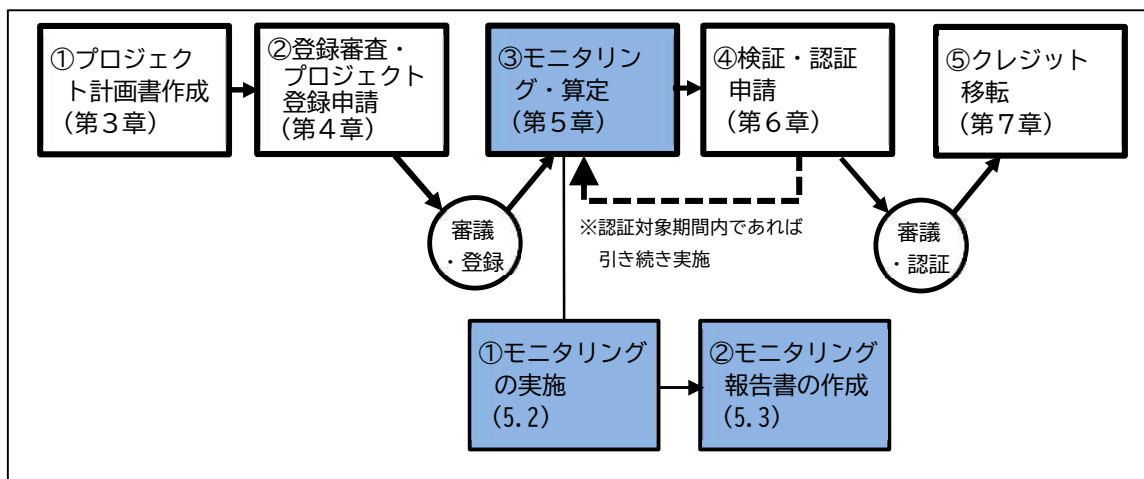 ①プロジェク
ト計画書作成
(第３章)
②登録審査・
プロジェクト
登録申請
(第４章)
③モニタリン
グ・算定
(第５章)
④検証・認証
申請
(第６章)
⑤クレジット
移転
(第７章)
審議
・登録
※認証対象期間内であれば
引き続き実施
審議
・認証
①モニタリング
の実施
(5.2)
②モニタリング
報告書の作成
(5.3)